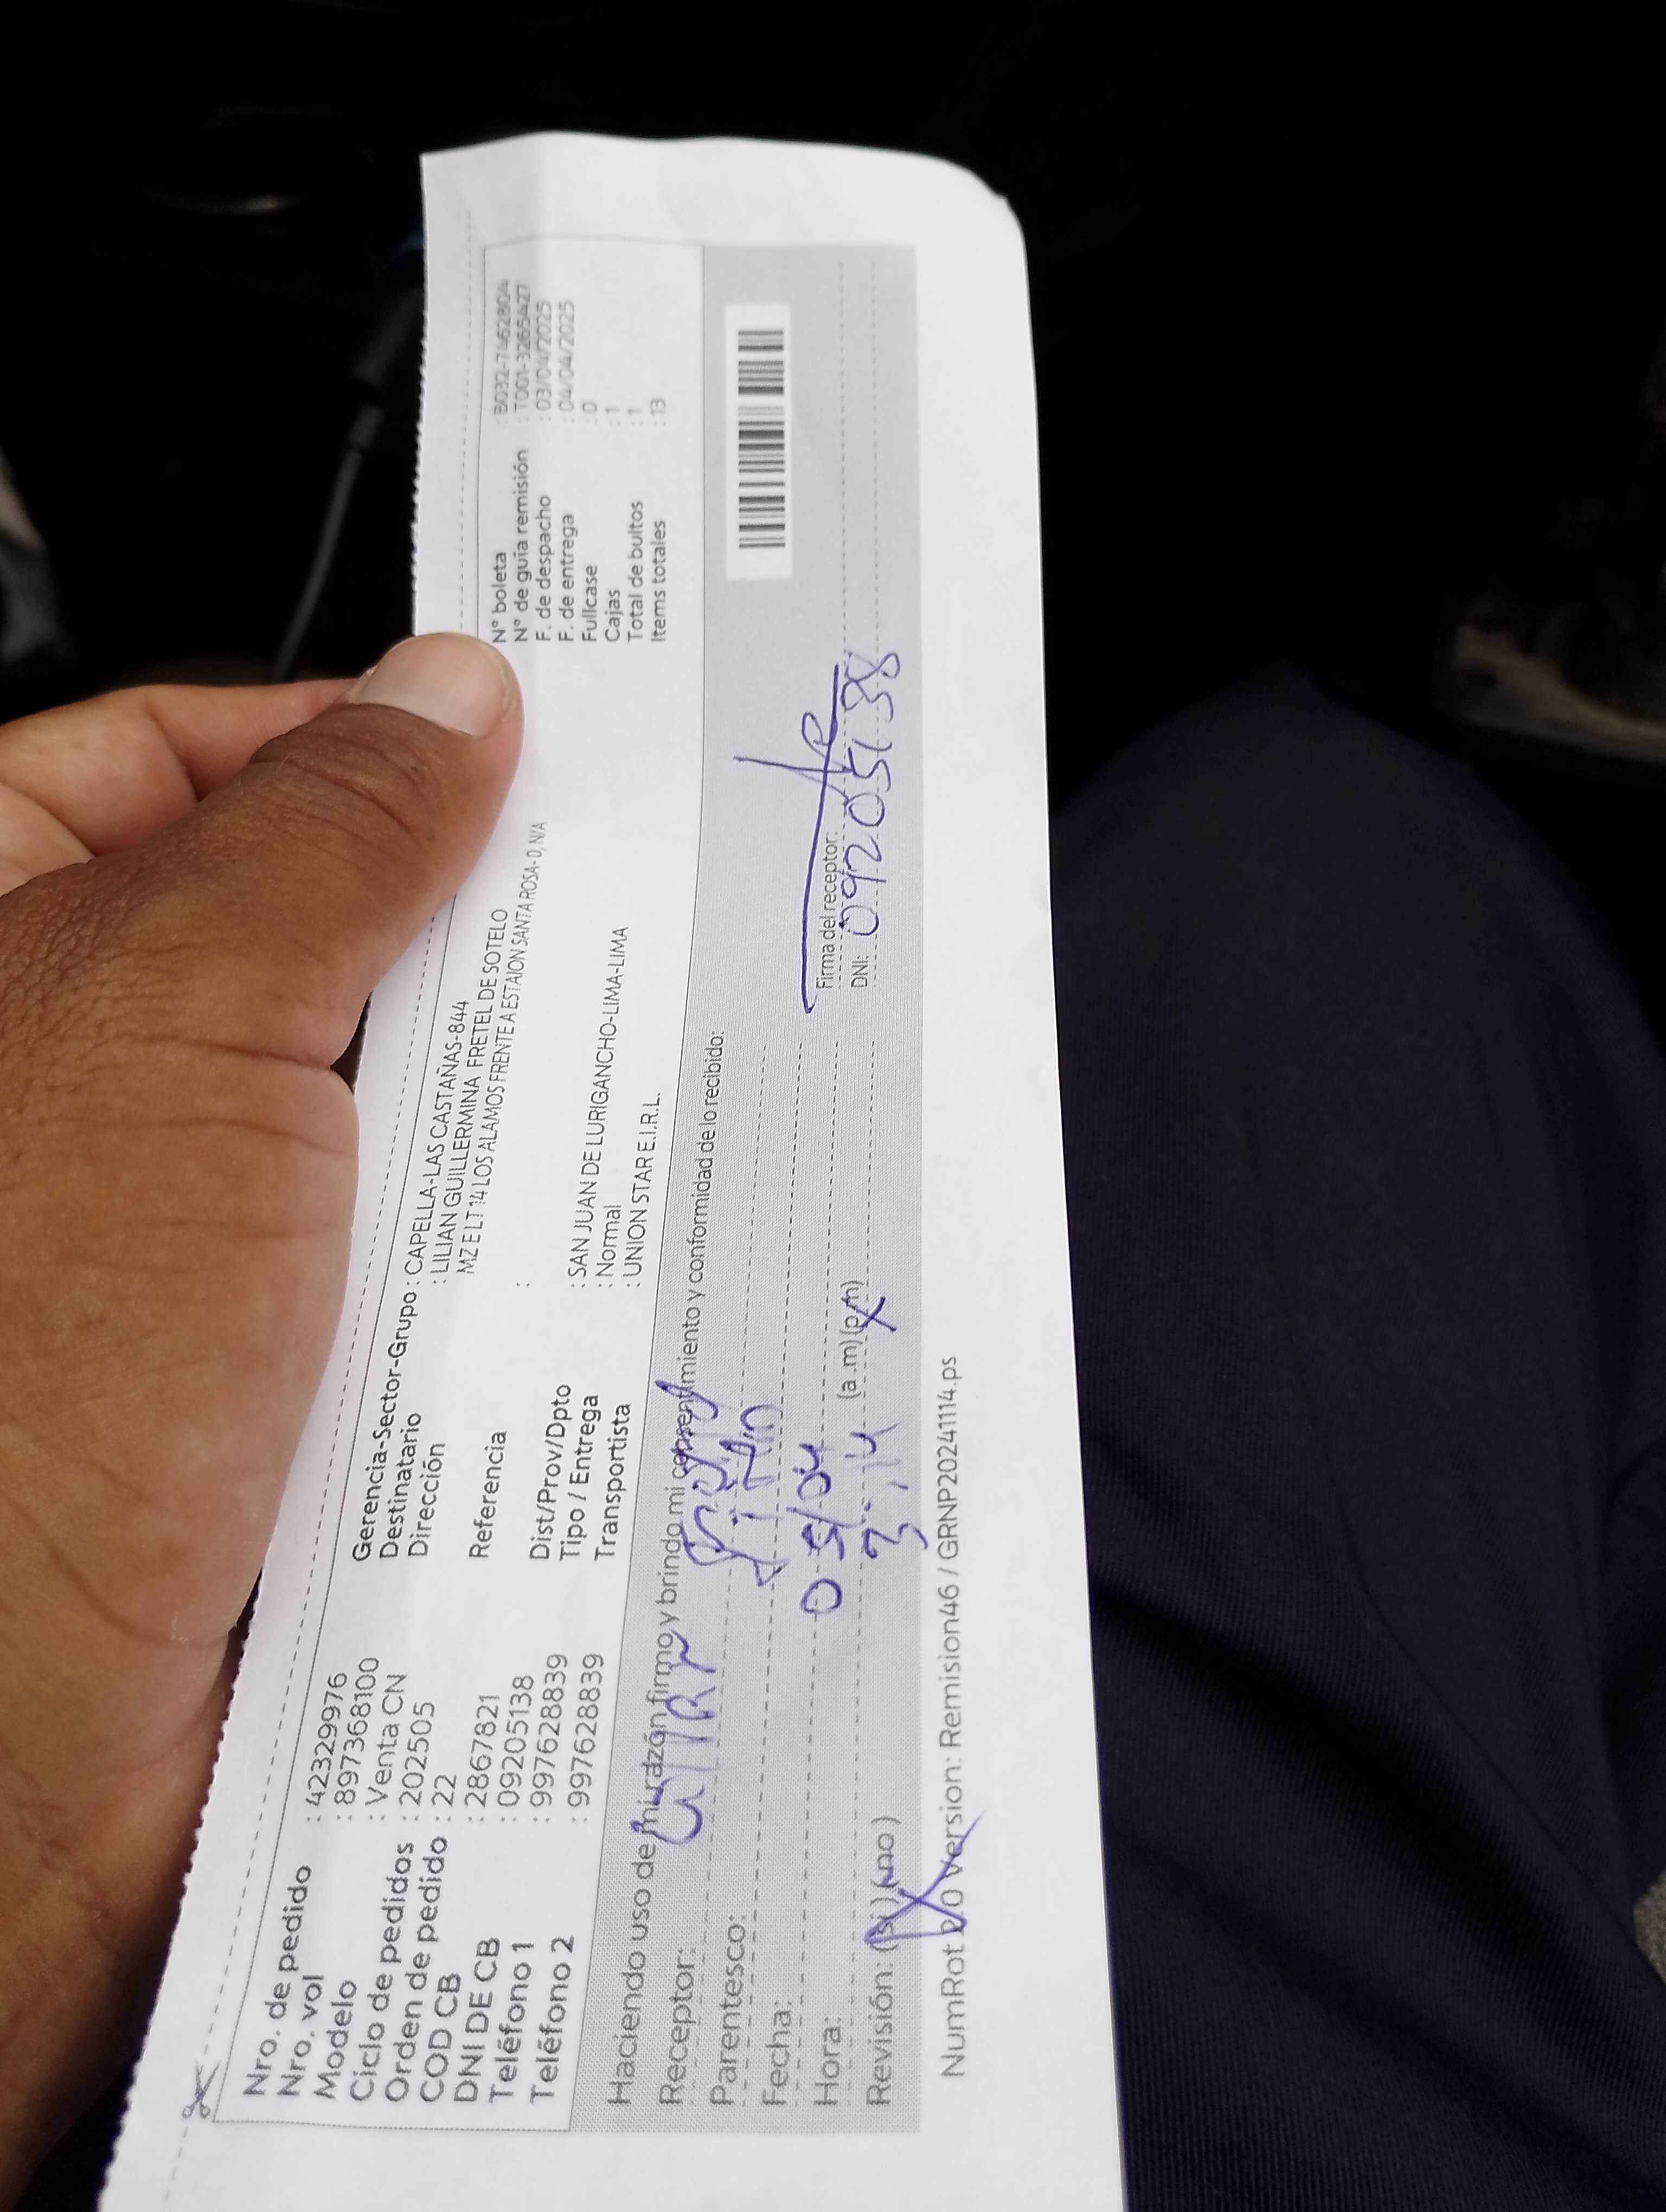 Nro. de pedido : 42329976
Nro. vol : 897368100
Modelo : Venta CN
Ciclo de pedidos : 202505
Orden de pedido : 22
COD CB : 2867821
DNI DE CB : 09205138
Teléfono 1 : 997628839
Teléfono 2 : 997628839
Gerencia-Sector-Grupo : CAPELLA-LAS CASTAÑAS-844
Destinatario : LILIAN GUILLERMINA FRETEL DE SOTELO
Dirección MZ E LT 14 LOS ALAMOS FRENTE A ESTAION SANTA ROSA- 0, N/A
Referencia :
Dist/Prov/Dpto : SAN JUAN DE LURIGANCHO-LIMA-LIMA
Tipo / Entrega : Normal
Transportista : UNION STAR E.I.R.L.
N° boleta : B032-7462804
N° de guía remisión : T001-3265427
F. de despacho : 03/04/2025
F. de entrega : 04/04/2025
Fullcase : 0
Cajas : 1
Total de bultos : 1
Items totales : 13
Haciendo uso de mi razón firmo y brindo mi consentimiento y conformidad de lo recibido:
Receptor:
Parentesco:
Fecha: 05/04
Hora: 3:14 (a .m) (p.m)
Revisión: (si) (no)
Firma del receptor:
DNI: 09205138
NumRot 2.0 Version: Remision46 / GRNP20241114.ps